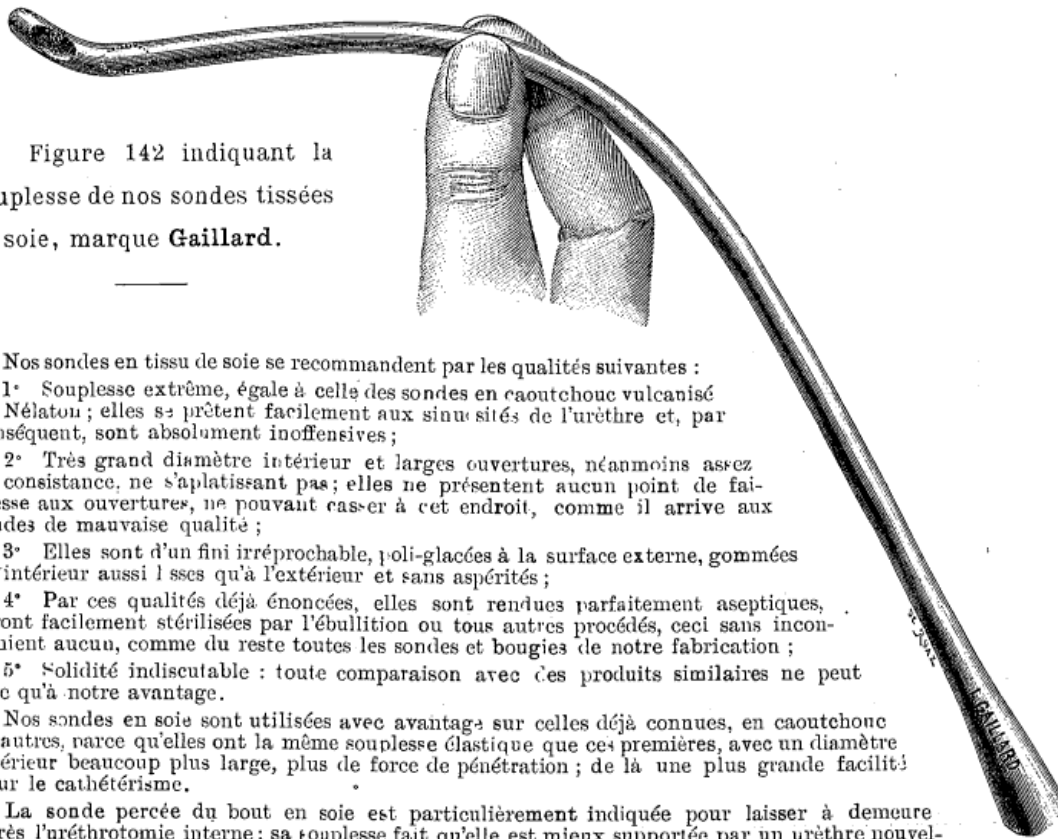 Figure 142 indiquant la
uplesse de nos sondes tissées
soie, marque Gaillard.
Nos sondes en tissu de soie se recommandent par les qualités suivantes :
1° Souplesse extrême, égale à celle des sondes en caoutchouc vulcanisé
Nélaton ; elles se prêtent facilement aux sinuosités de l'urèthre et, par
nséquent, sont absolument inoffensives ;
2° Très grand diamètre intérieur et larges ouvertures, néanmoins assez
consistance, ne s'aplatissant pas ; elles ne présentent aucun point de fai-
esse aux ouvertures, ne pouvant casser à cet endroit, comme il arrive aux
des de mauvaise qualité ;
3° Elles sont d'un fini irréprochable, poli-glacées à la surface externe, gommées
'intérieur aussi lisses qu'à l'extérieur et sans aspérités ;
4° Par ces qualités déjà énoncées, elles sont rendues parfaitement aseptiques,
ont facilement stérilisées par l'ébullition ou tous autres procédés, ceci sans incon-
nient aucun, comme du reste toutes les sondes et bougies de notre fabrication ;
5° Solidité indiscutable : toute comparaison avec des produits similaires ne peut
c qu'à notre avantage.
Nos sondes en soie sont utilisées avec avantage sur celles déjà connues, en caoutchouc
autres, parce qu'elles ont la même souplesse élastique que ces premières, avec un diamètre
érieur beaucoup plus large, plus de force de pénétration ; de là une plus grande facilité
ur le cathétérisme.
La sonde percée du bout en soie est particulièrement indiquée pour laisser à demeure
rès l'uréthrotomie interne ; sa souplesse fait qu'elle est mieux supportée par un urèthre nouvel
GAILLARD